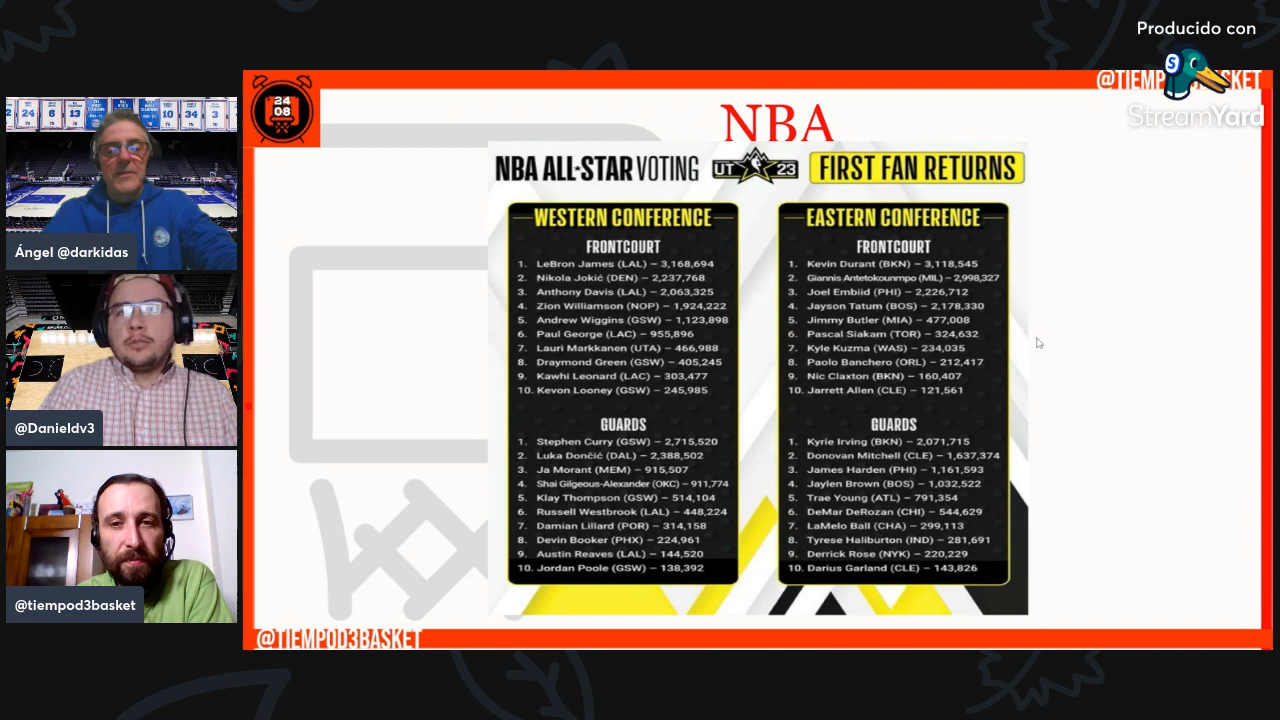 Producido con
StreamYard
@TIEMPOD3BASKET
24
08
NBA
NBA ALL-STAR VOTING
UT 23
FIRST FAN RETURNS
WESTERN CONFERENCE
FRONTCOURT
1. LeBron James (LAL) – 3,168,694
2. Nikola Jokić (DEN) – 2,237,768
3. Anthony Davis (LAL) – 2,063,325
4. Zion Williamson (NOP) – 1,924,222
5. Andrew Wiggins (GSW) – 1,123,898
6. Paul George (LAC) – 955,896
7. Lauri Markkanen (UTA) – 466,988
8. Draymond Green (GSW) – 405,245
9. Kawhi Leonard (LAC) – 303,477
10. Kevon Looney (GSW) – 245,985
GUARDS
1. Stephen Curry (GSW) – 2,715,520
2. Luka Dončić (DAL) – 2,388,502
3. Ja Morant (MEM) – 915,507
4. Shai Gilgeous-Alexander (OKC) – 911,774
5. Klay Thompson (GSW) – 514,104
6. Russell Westbrook (LAL) – 448,224
7. Damian Lillard (POR) – 314,158
8. Devin Booker (PHX) – 224,961
9. Austin Reaves (LAL) – 144,520
10. Jordan Poole (GSW) – 138,392
EASTERN CONFERENCE
FRONTCOURT
1. Kevin Durant (BKN) – 3,118,545
2. Giannis Antetokounmpo (MIL) – 2,998,327
3. Joel Embiid (PHI) – 2,226,712
4. Jayson Tatum (BOS) – 2,178,330
5. Jimmy Butler (MIA) – 477,008
6. Pascal Siakam (TOR) – 324,632
7. Kyle Kuzma (WAS) – 234,035
8. Paolo Banchero (ORL) – 212,417
9. Nic Claxton (BKN) – 160,407
10. Jarrett Allen (CLE) – 121,561
GUARDS
1. Kyrie Irving (BKN) – 2,071,715
2. Donovan Mitchell (CLE) – 1,637,374
3. James Harden (PHI) – 1,161,593
4. Jaylen Brown (BOS) – 1,032,522
5. Trae Young (ATL) – 791,354
6. DeMar DeRozan (CHI) – 544,629
7. LaMelo Ball (CHA) – 299,113
8. Tyrese Haliburton (IND) – 281,691
9. Derrick Rose (NYK) – 220,229
10. Darius Garland (CLE) – 143,826
2 24 6 13 10 34 3
Ángel @darkidas
@Danieldv3
@tiempod3basket
@TIEMPOD3BASKET